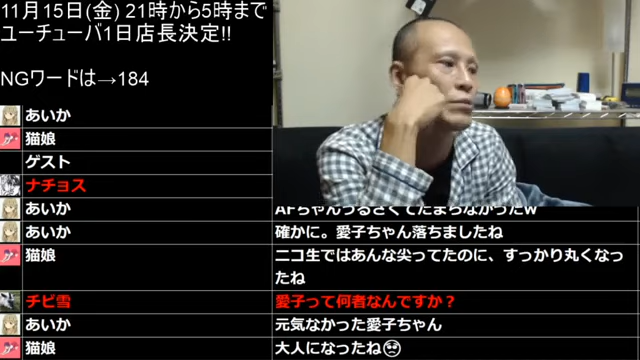 11月15日(金) 21時から5時まで
ユーチューバ1日店長決定!!
NGワードは→184
あいか
猫娘
ゲスト
ナチョス
あいか AFちゃんうるさくてたまらなかったw
あいか 確かに。愛子ちゃん落ちましたね
猫娘 ニコ生ではあんな尖ってたのに、すっかり丸くなっ
たね
チビ雪 愛子って何者なんですか?
あいか 元気なかった愛子ちゃん
猫娘 大人になったね🥺